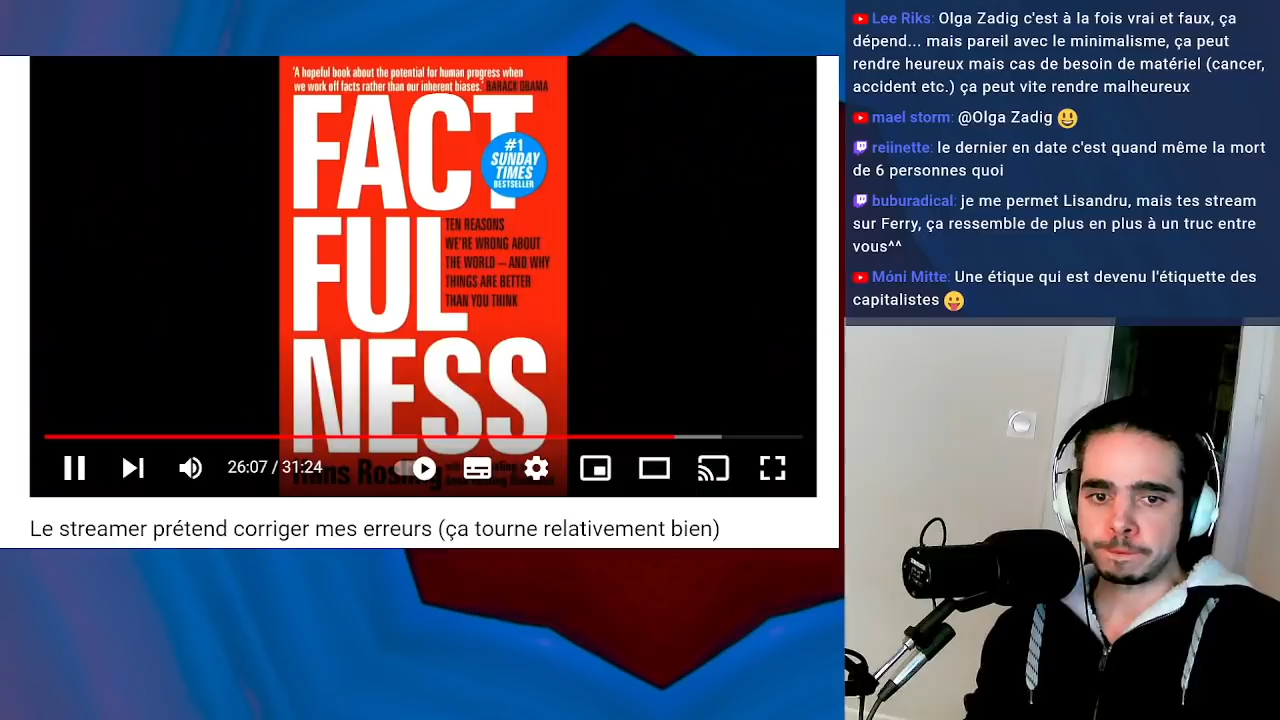 'A hopeful book about the potential for human progress when
we work off facts rather than our inherent biases.' BARACK OBAMA
FACT
#1
SUNDAY
TIMES
BESTSELLER
FUL
TEN REASONS
WE'RE WRONG ABOUT
THE WORLD – AND WHY
THINGS ARE BETTER
THAN YOU THINK
NESS
Hans Rosling
26:07 / 31:24
Le streamer prétend corriger mes erreurs (ça tourne relativement bien)
Lee Riks: Olga Zadig c'est à la fois vrai et faux, ça
dépend... mais pareil avec le minimalisme, ça peut
rendre heureux mais cas de besoin de matériel (cancer,
accident etc.) ça peut vite rendre malheureux
mael storm: @Olga Zadig 😃
reiinette: le dernier en date c'est quand même la mort
de 6 personnes quoi
buburadical: je me permet Lisandru, mais tes stream
sur Ferry, ça ressemble de plus en plus à un truc entre
vous^^
Móni Mitte: Une étique qui est devenu l'étiquette des
capitalistes 😛